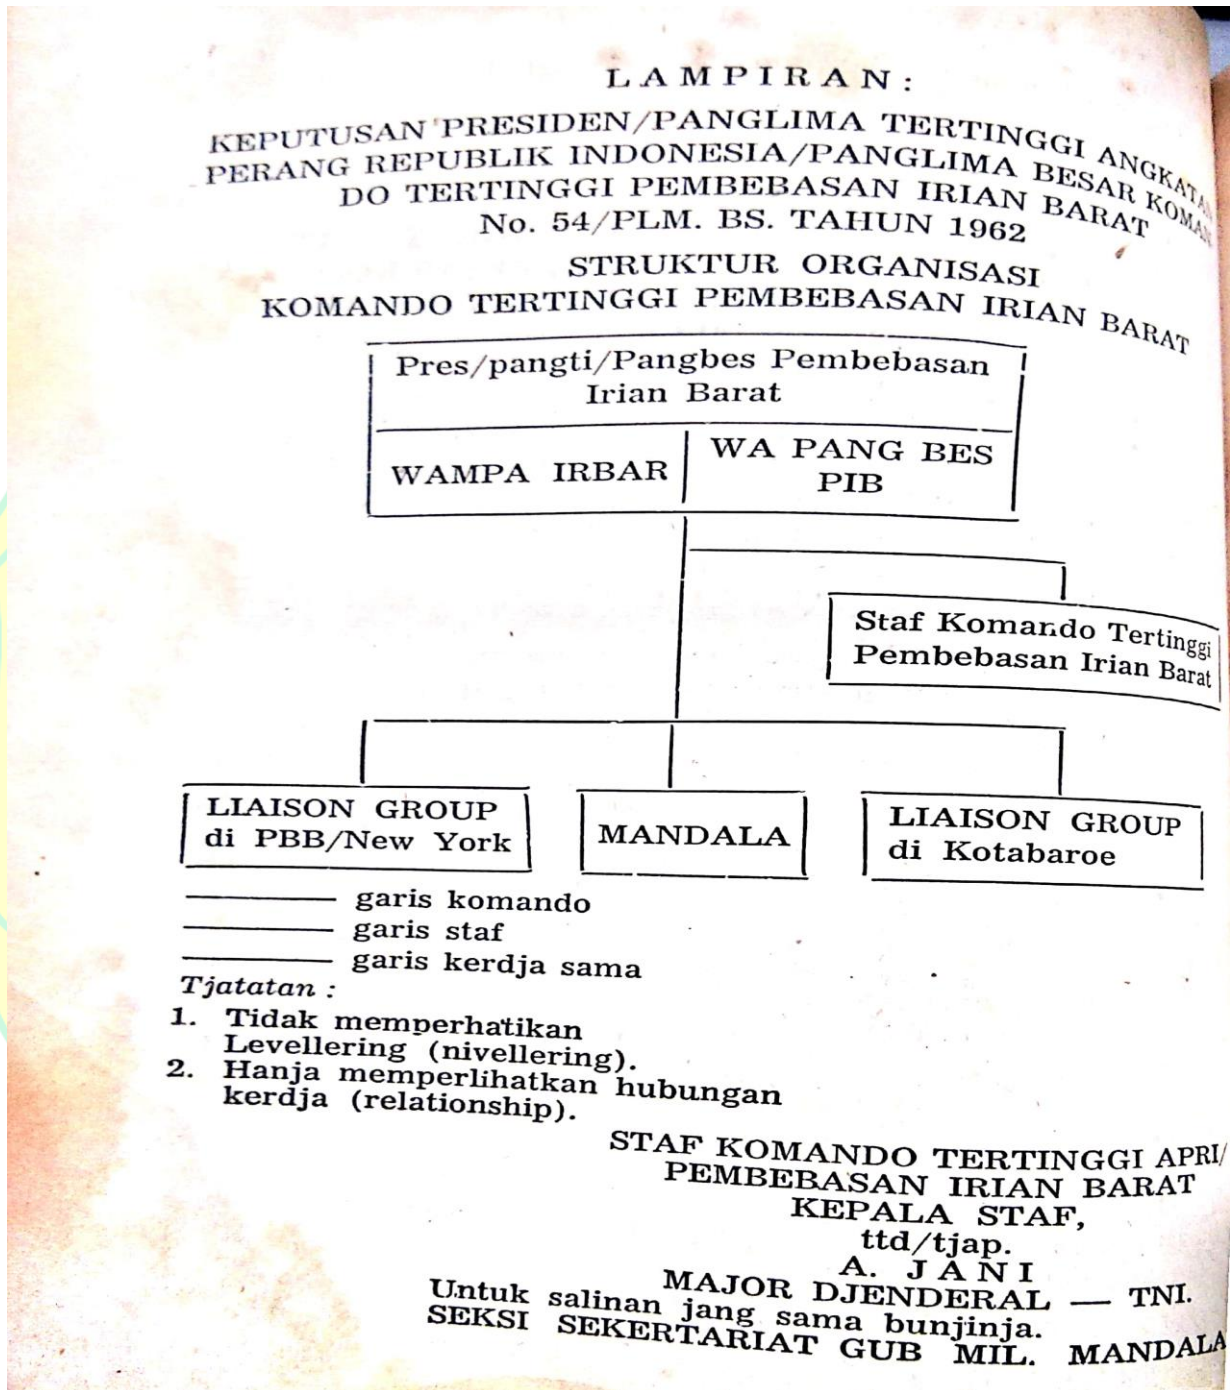 LAMPIRAN:
KEPUTUSAN PRESIDEN/PANGLIMA TERTINGGI ANGKATAN
PERANG REPUBLIK INDONESIA/PANGLIMA BESAR KOMAN
DO TERTINGGI PEMBEBASAN IRIAN BARAT
No. 54/PLM. BS. TAHUN 1962
STRUKTUR ORGANISASI
KOMANDO TERTINGGI PEMBEBASAN IRIAN BARAT
Pres/pangti/Pangbes Pembebasan
Irian Barat
WAMPA IRBAR
WA PANG BES
PIB
Staf Komando Tertinggi
Pembebasan Irian Barat
LIAISON GROUP
di PBB/New York
MANDALA
LIAISON GROUP
di Kotabaroe
garis komando
garis staf
garis kerdja sama
Tjatatan :
1. Tidak memperhatikan
Levellering (nivellering).
2. Hanja memperlihatkan hubungan
kerdja (relationship).
STAF KOMANDO TERTINGGI APRI/
PEMBEBASAN IRIAN BARAT
KEPALA STAF,
ttd/tjap.
A. JANI
MAJOR DJENDERAL — TNI.
Untuk salinan jang sama bunjinja.
SEKSI SEKERTARIAT GUB MIL. MANDALA